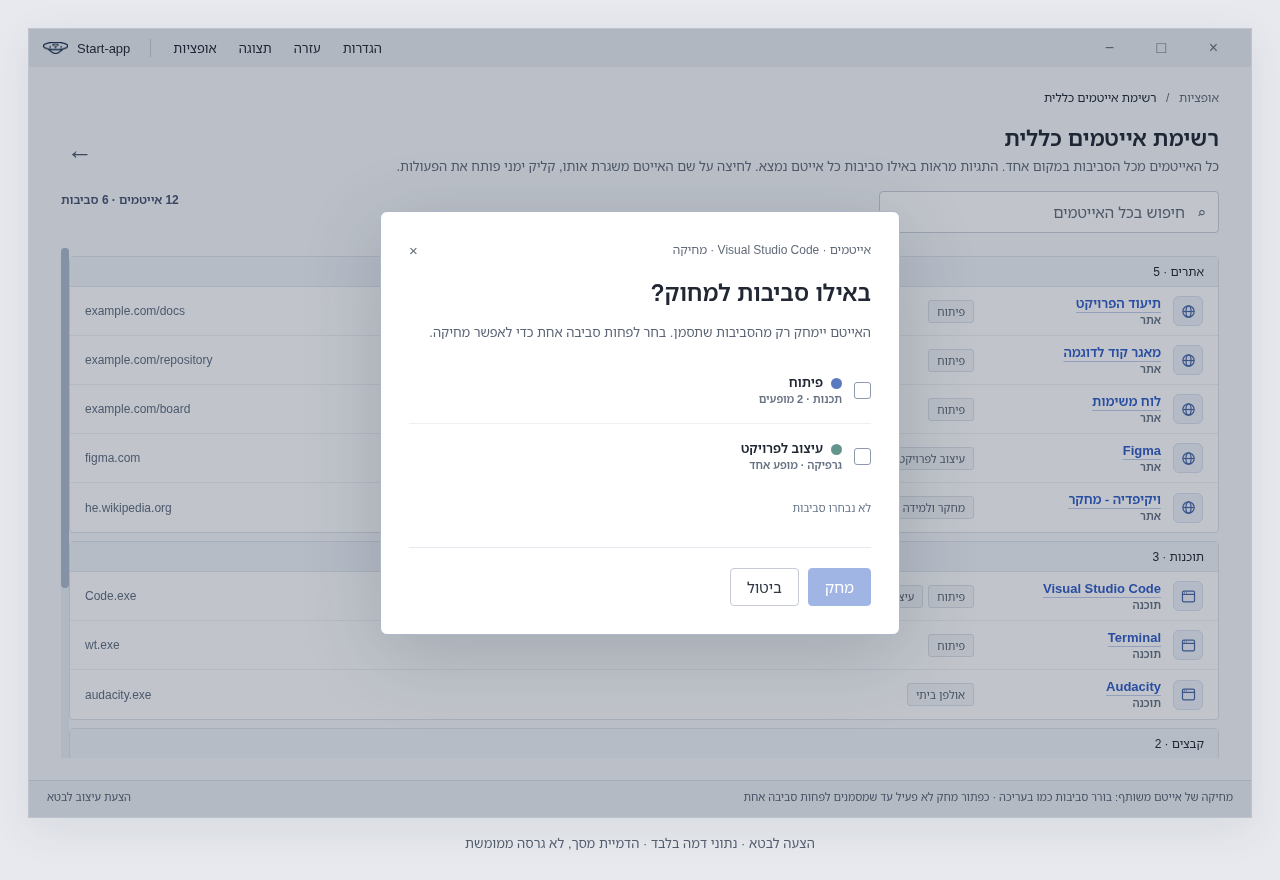 Start-app
אופציות
תצוגה
עזרה
הגדרות
אופציות / רשימת אייטמים כללית
רשימת אייטמים כללית
כל האייטמים מכל הסביבות במקום אחד. התגיות מראות באילו סביבות כל אייטם נמצא. לחיצה על שם האייטם משגרת אותו, קליק ימני פותח את הפעולות.
חיפוש בכל האייטמים
12 אייטמים · 6 סביבות
אתרים · 5
תיעוד הפרויקט
אתר
פיתוח
example.com/docs
מאגר קוד לדוגמה
אתר
פיתוח
example.com/repository
לוח משימות
אתר
פיתוח
example.com/board
Figma
אתר
עיצוב לפרויקט
figma.com
ויקיפדיה - מחקר
אתר
מחקר ולמידה
he.wikipedia.org
תוכנות · 3
Visual Studio Code
תוכנה
פיתוח
Code.exe
Terminal
תוכנה
פיתוח
wt.exe
Audacity
תוכנה
אולפן ביתי
audacity.exe
קבצים · 2
אייטמים · Visual Studio Code · מחיקה
באילו סביבות למחוק?
האייטם יימחק רק מהסביבות שתסמן. בחר לפחות סביבה אחת כדי לאפשר מחיקה.
פיתוח
תכנות · 2 מופעים
עיצוב לפרויקט
גרפיקה · מופע אחד
לא נבחרו סביבות
מחק
ביטול
מחיקה של אייטם משותף: בורר סביבות כמו בעריכה · כפתור מחק לא פעיל עד שמסמנים לפחות סביבה אחת
הצעת עיצוב לבטא
הצעה לבטא · נתוני דמה בלבד · הדמיית מסך, לא גרסה ממומשת